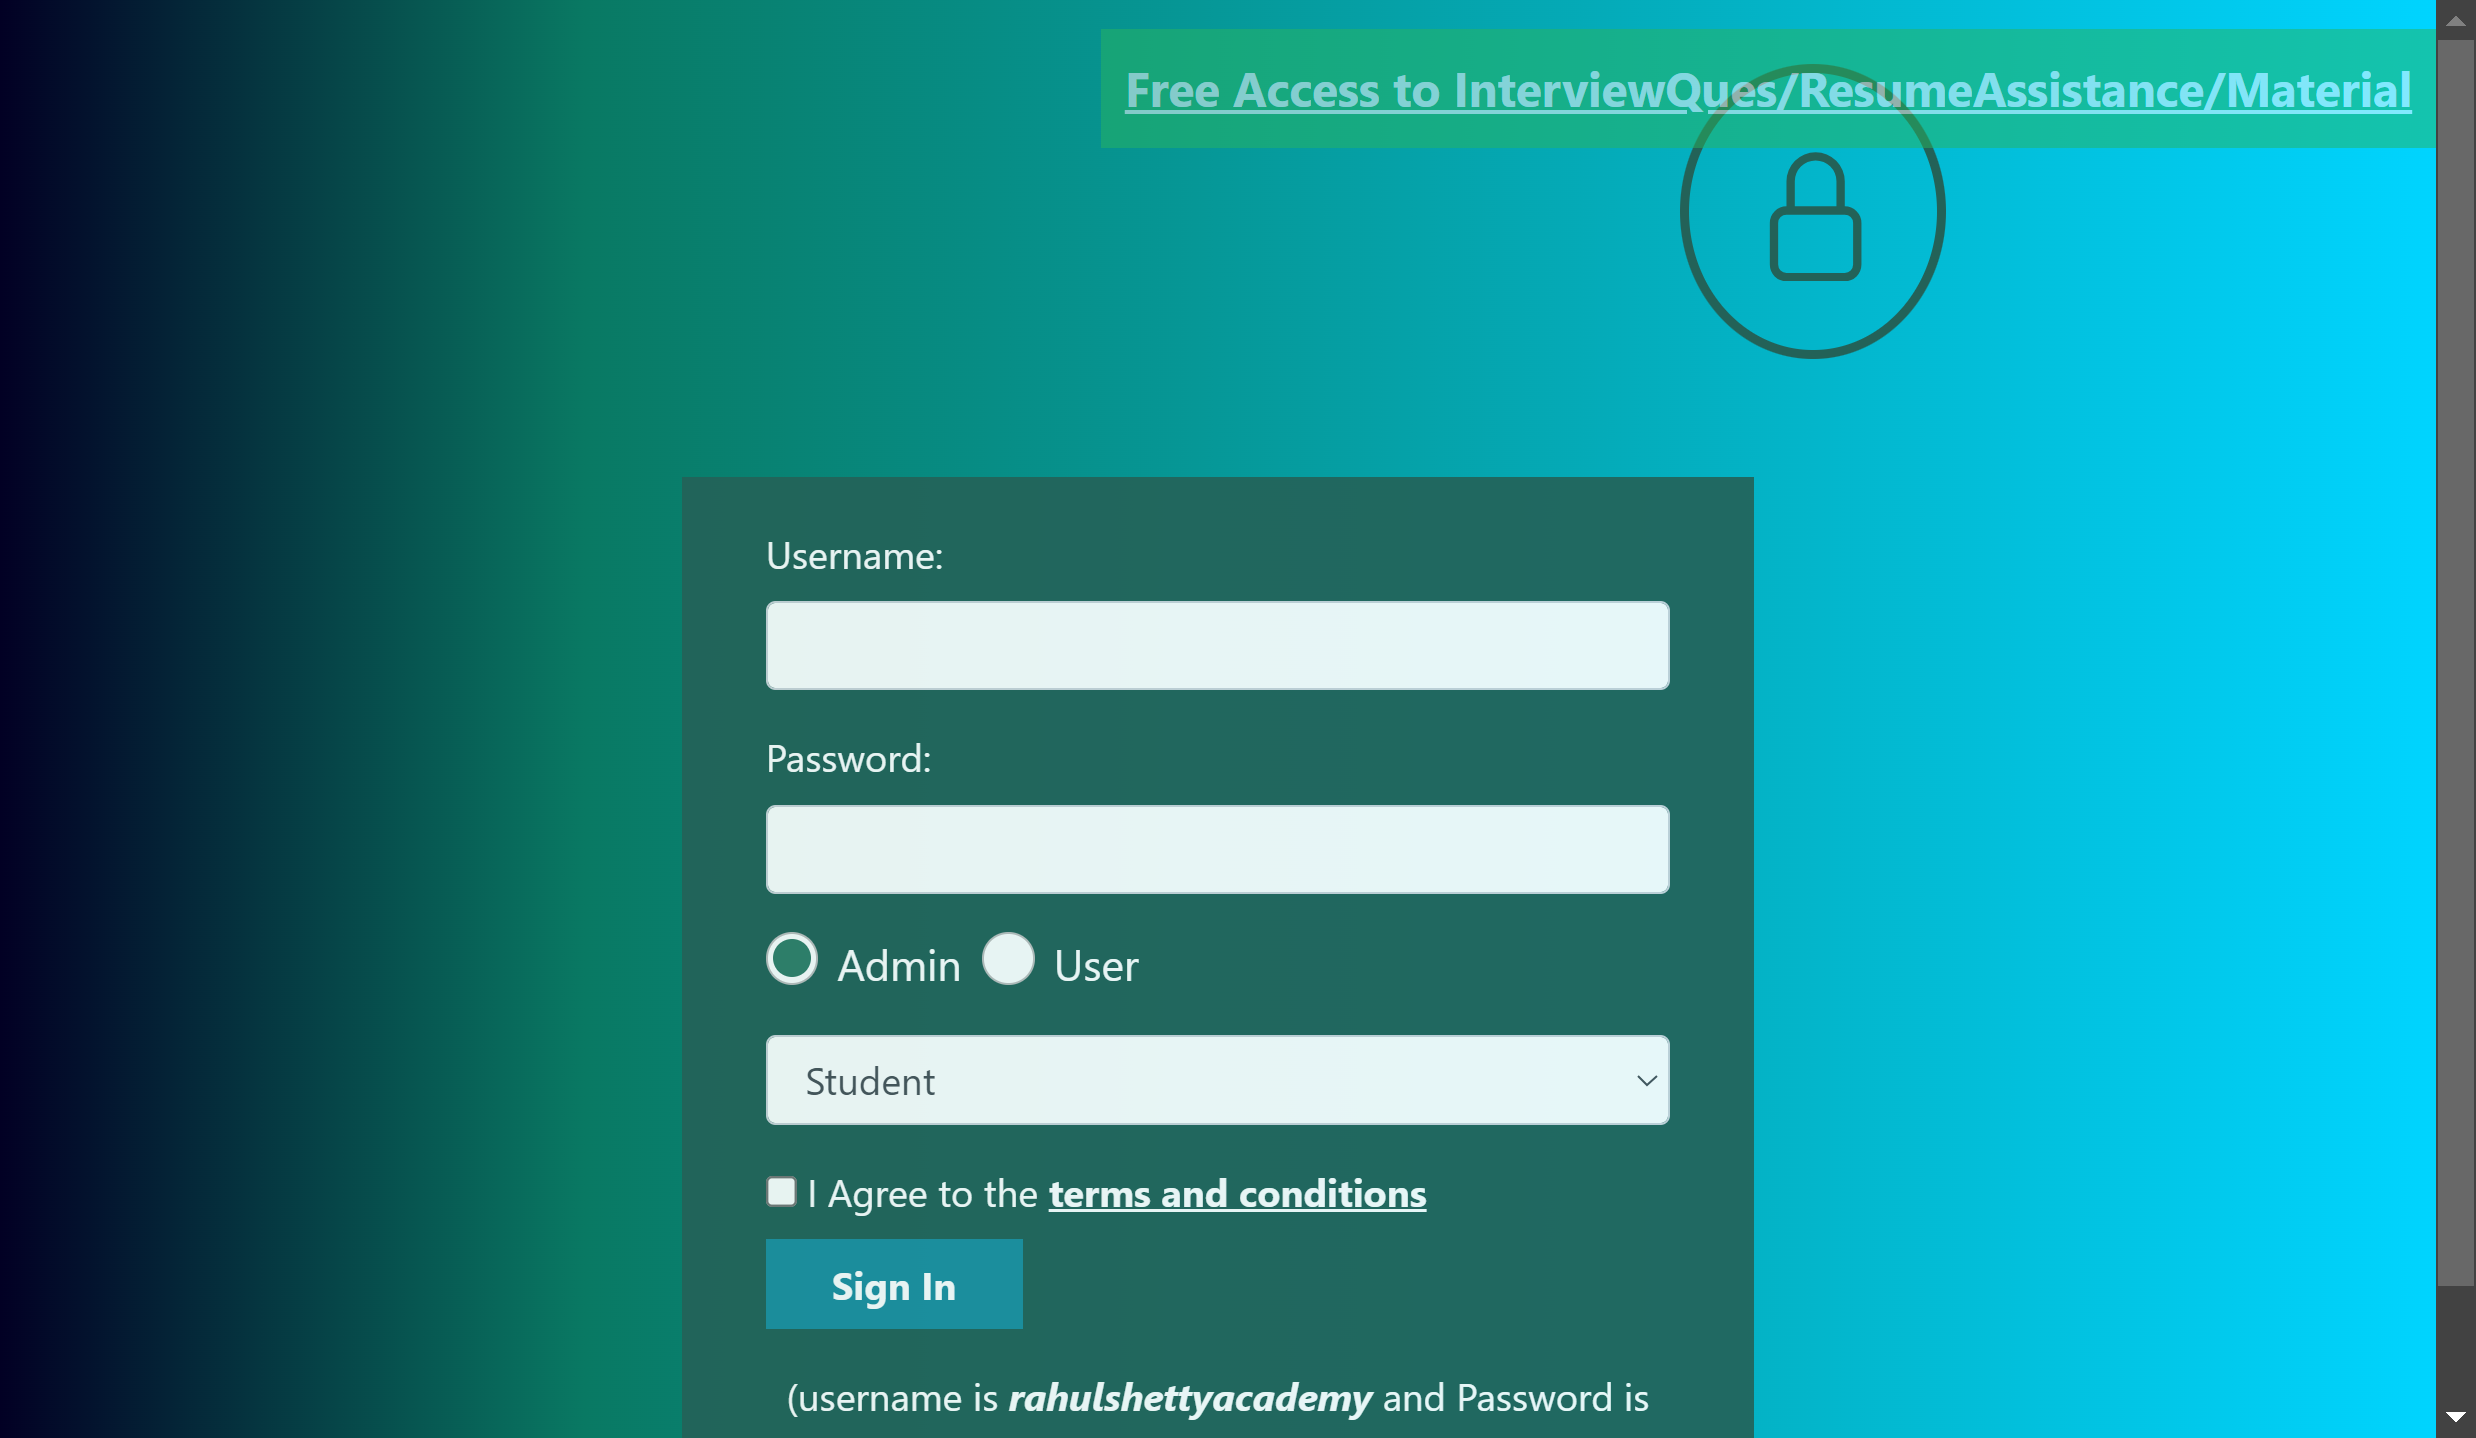 Free Access to InterviewQues/ResumeAssistance/Material
Username:
Password:
Admin User
Student
I Agree to the terms and conditions
Sign In
(username is rahulshettyacademy and Password is